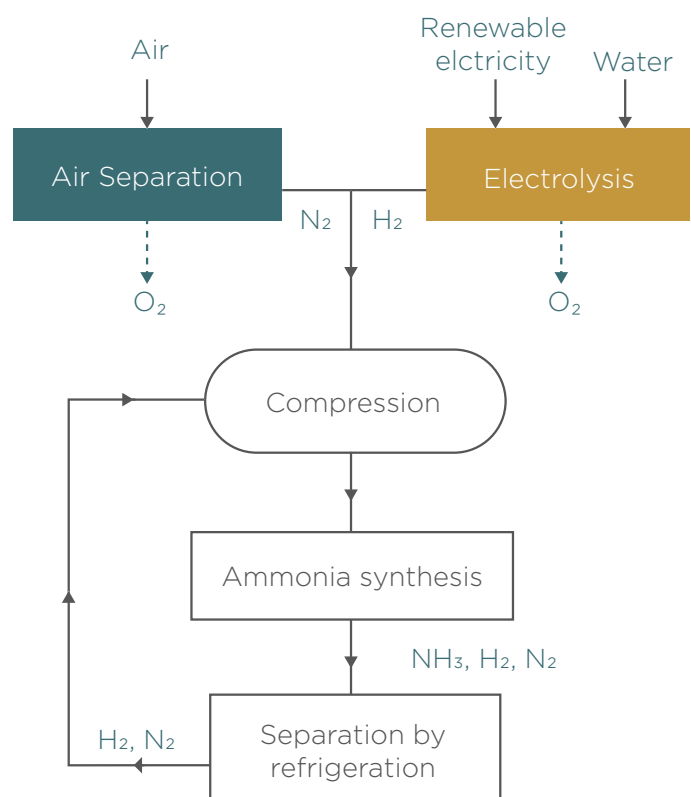 Air
Renewable
elctricity
Water
Air Separation
Electrolysis
N₂
H₂
O₂
O₂
Compression
Ammonia synthesis
NH₃, H₂, N₂
H₂, N₂
Separation by
refrigeration